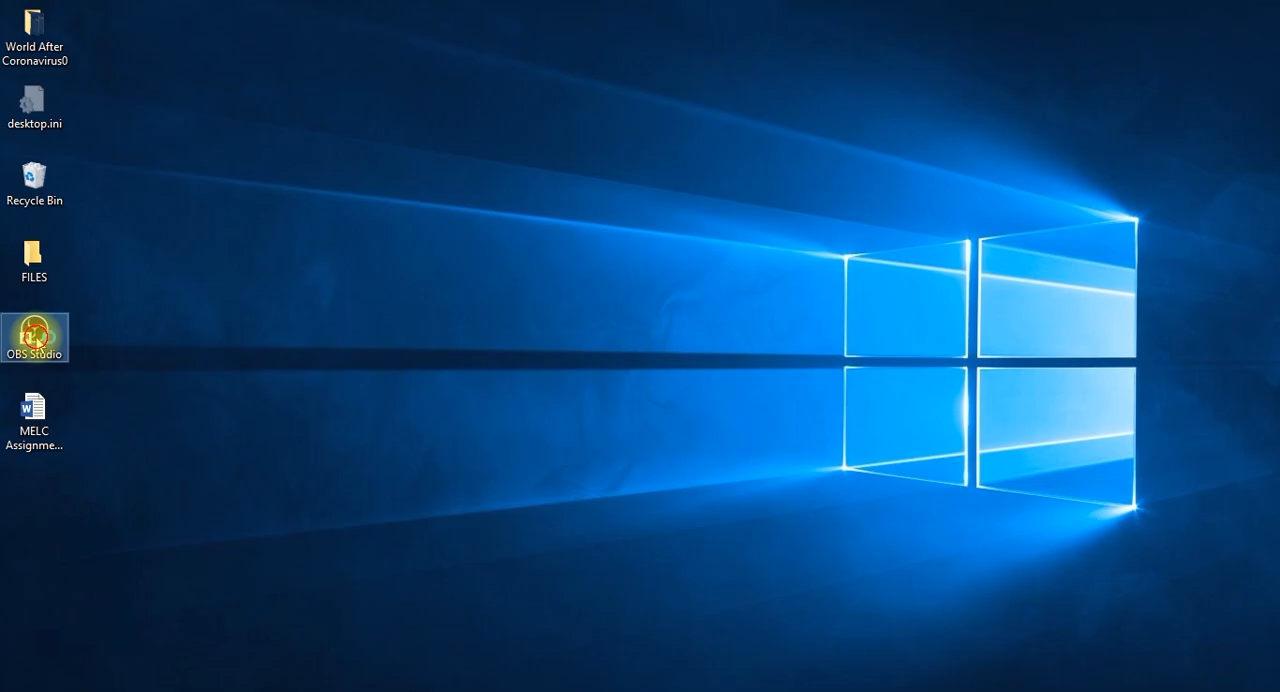 World After
Coronavirus0
desktop.ini
Recycle Bin
FILES
OBS Studio
MELC
Assignme...